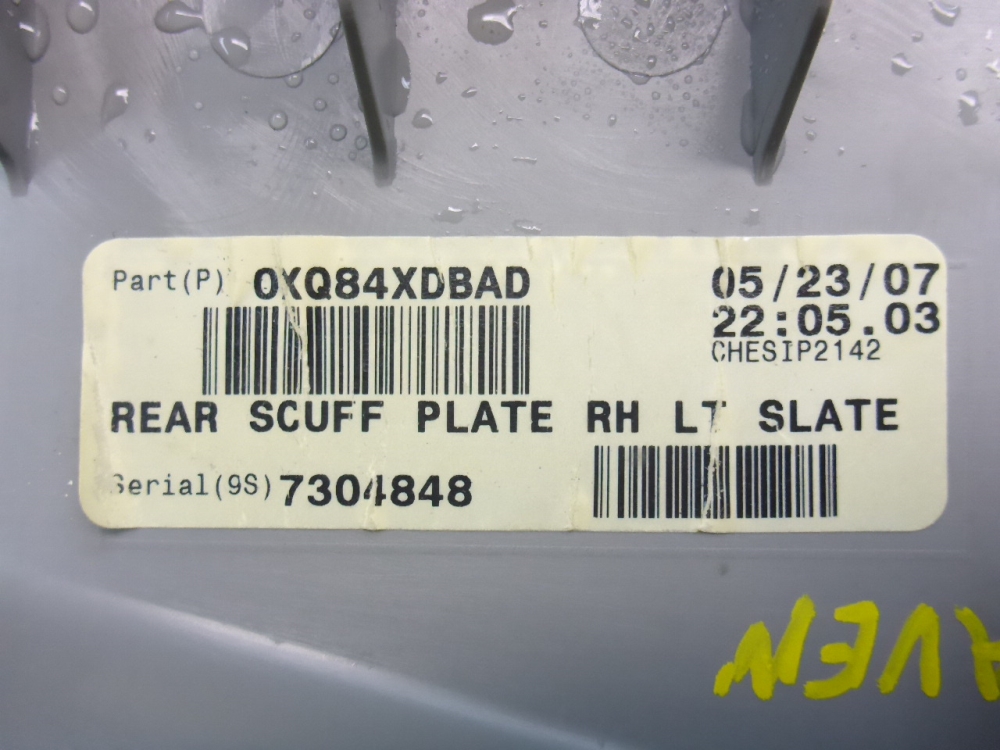 Part(P) 0XQ84XDBAD
05/23/07
22:05.03
CHESIP2142
REAR SCUFF PLATE RH LT SLATE
Serial(9S) 7304848